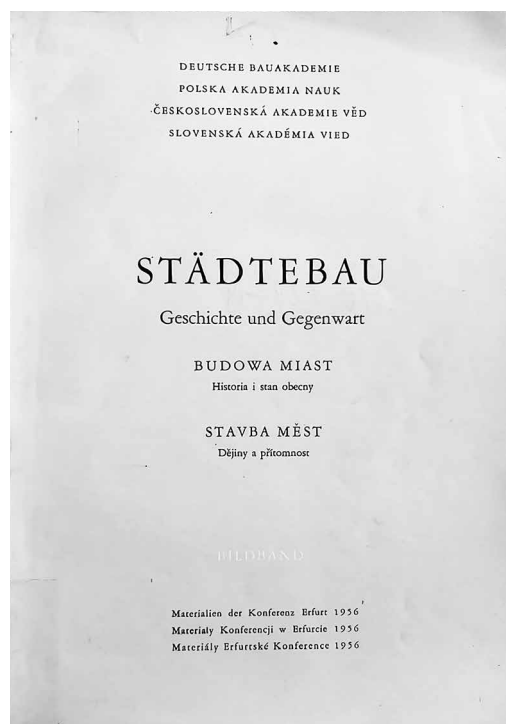 DEUTSCHE BAUAKADEMIE
POLSKA AKADEMIA NAUK
ČESKOSLOVENSKÁ AKADEMIE VĚD
SLOVENSKÁ AKADÉMIA VIED
STÄDTEBAU
Geschichte und Gegenwart
BUDOWA MIAST
Historia i stan obecny
STAVBA MĚST
Dějiny a přítomnost
BILDBAND
Materialien der Konferenz Erfurt 1956
Materiały Konferencji w Erfurcie 1956
Materiály Erfurtské Konference 1956